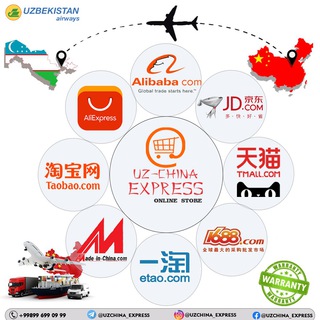 UZBEKISTAN
airways
Alibaba.com
Global trade starts here.™
AliExpress
JD.京东
.COM
多·快·好·省
淘宝网
Taobao.com
UZ-CHINA
EXPRESS
ONLINE STORE
天猫
TMALL.COM
Made-in-China.com
一淘
etao.com
1688.com
全球最大的采购批发市场
WARRANTY
+99899 699 09 99
@UZCHINA_EXPRESS
@UZCHINA_EXPRESS
@UZCHINA_EXPRESS